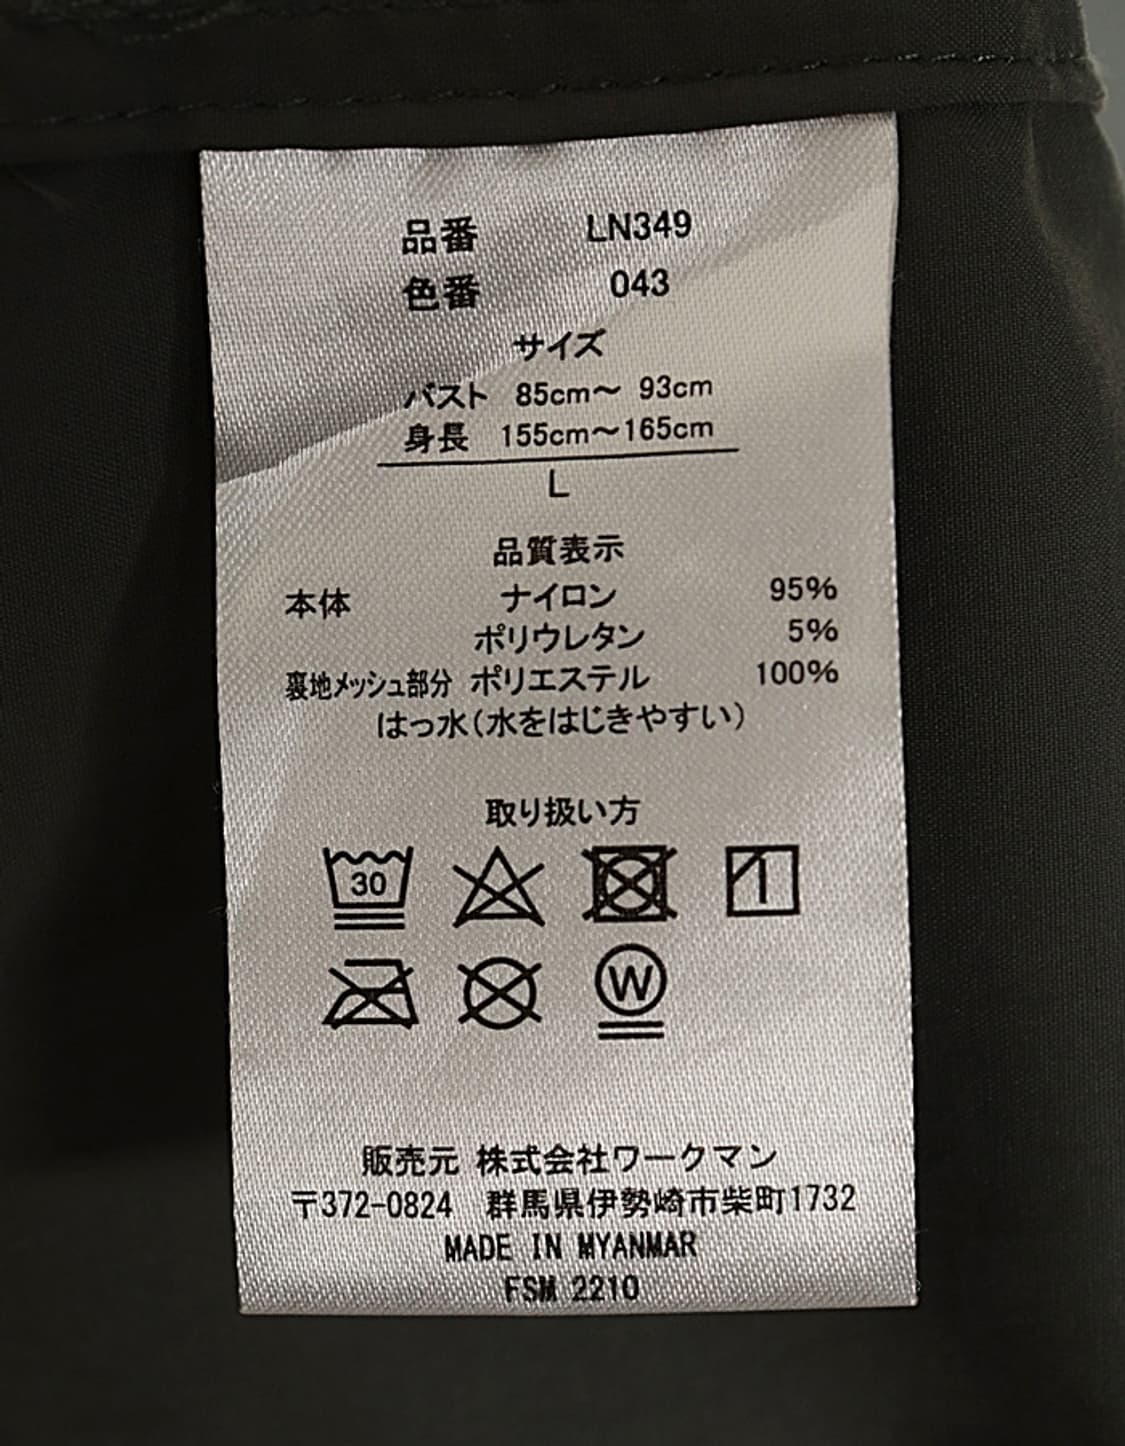 品番 LN349
色番 043
サイズ
バスト 85cm～ 93cm
身長 155cm～165cm
L
品質表示
本体 ナイロン 95%
ポリウレタン 5%
裏地メッシュ部分 ポリエステル 100%
はっ水(水をはじきやすい)
取り扱い方
30
W
販売元 株式会社ワークマン
〒372-0824 群馬県伊勢崎市柴町1732
MADE IN MYANMAR
FSM 2210